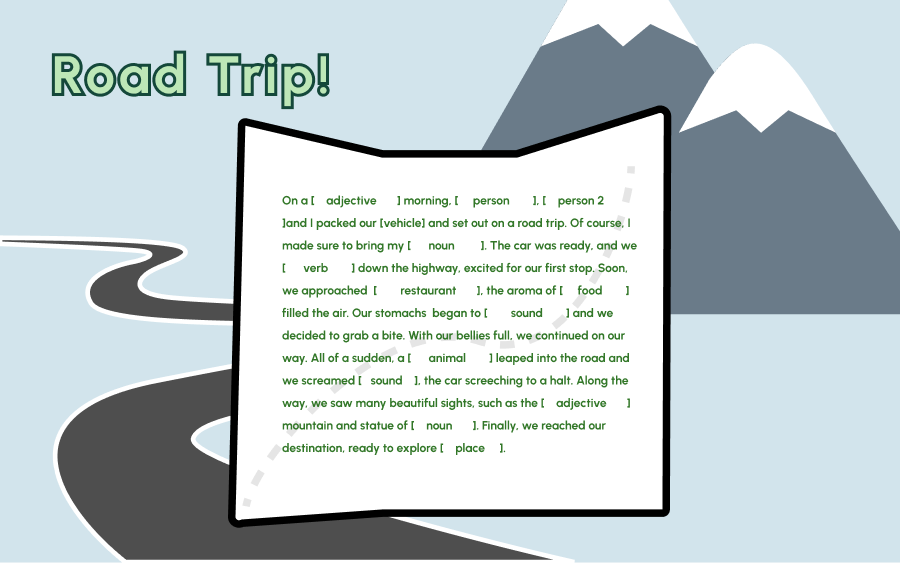 Road Trip!
On a [ adjective ] morning, [ person ], [ person 2
]and I packed our [vehicle] and set out on a road trip. Of course, I
made sure to bring my [ noun ]. The car was ready, and we
[ verb ] down the highway, excited for our first stop. Soon,
we approached [ restaurant ], the aroma of [ food ]
filled the air. Our stomachs began to [ sound ] and we
decided to grab a bite. With our bellies full, we continued on our
way. All of a sudden, a [ animal ] leaped into the road and
we screamed [ sound ], the car screeching to a halt. Along the
way, we saw many beautiful sights, such as the [ adjective ]
mountain and statue of [ noun ]. Finally, we reached our
destination, ready to explore [ place ].